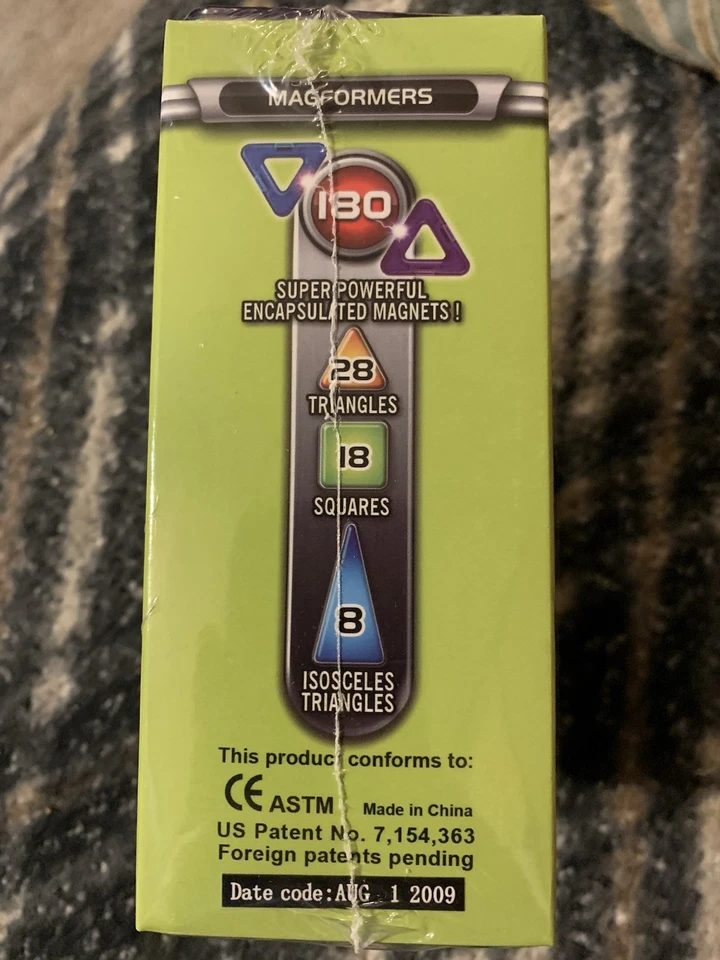 MAGFORMERS
180
SUPER POWERFUL
ENCAPSULATED MAGNETS !
28
TRIANGLES
18
SQUARES
8
ISOSCELES
TRIANGLES
This product conforms to:
CE ASTM Made in China
US Patent No. 7,154,363
Foreign patents pending
Date code:AUG 1 2009